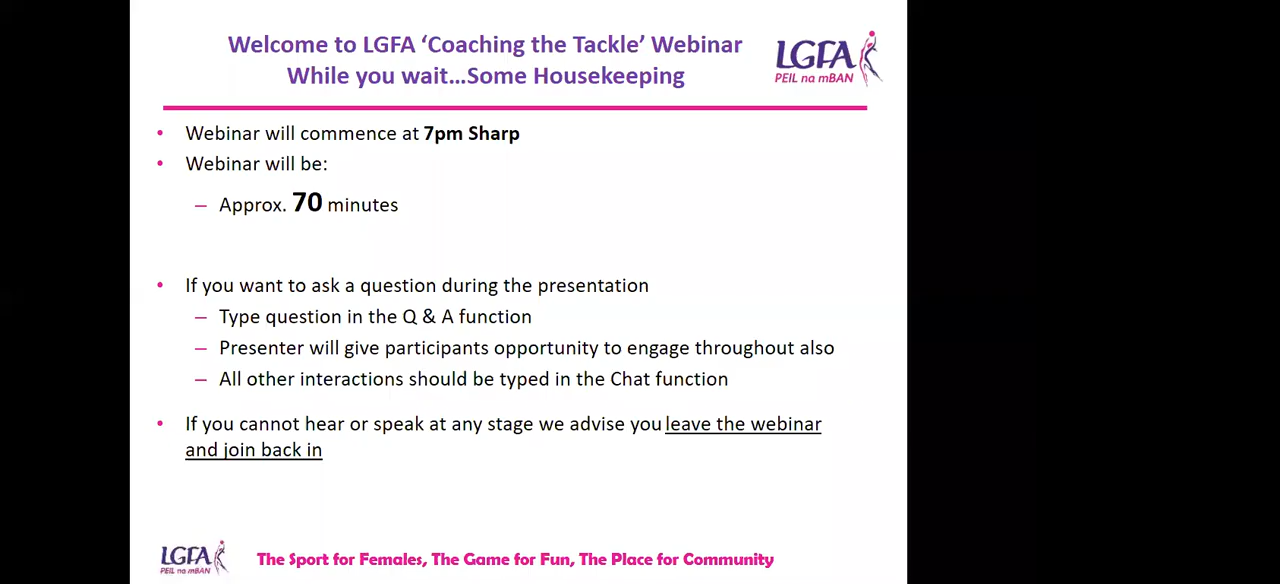 Welcome to LGFA ‘Coaching the Tackle’ Webinar
While you wait…Some Housekeeping
LGFA
PEIL na mBAN
• Webinar will commence at 7pm Sharp
• Webinar will be:
– Approx. 70 minutes
• If you want to ask a question during the presentation
– Type question in the Q & A function
– Presenter will give participants opportunity to engage throughout also
– All other interactions should be typed in the Chat function
• If you cannot hear or speak at any stage we advise you leave the webinar
and join back in
LGFA
PEIL na mBAN
The Sport for Females, The Game for Fun, The Place for Community